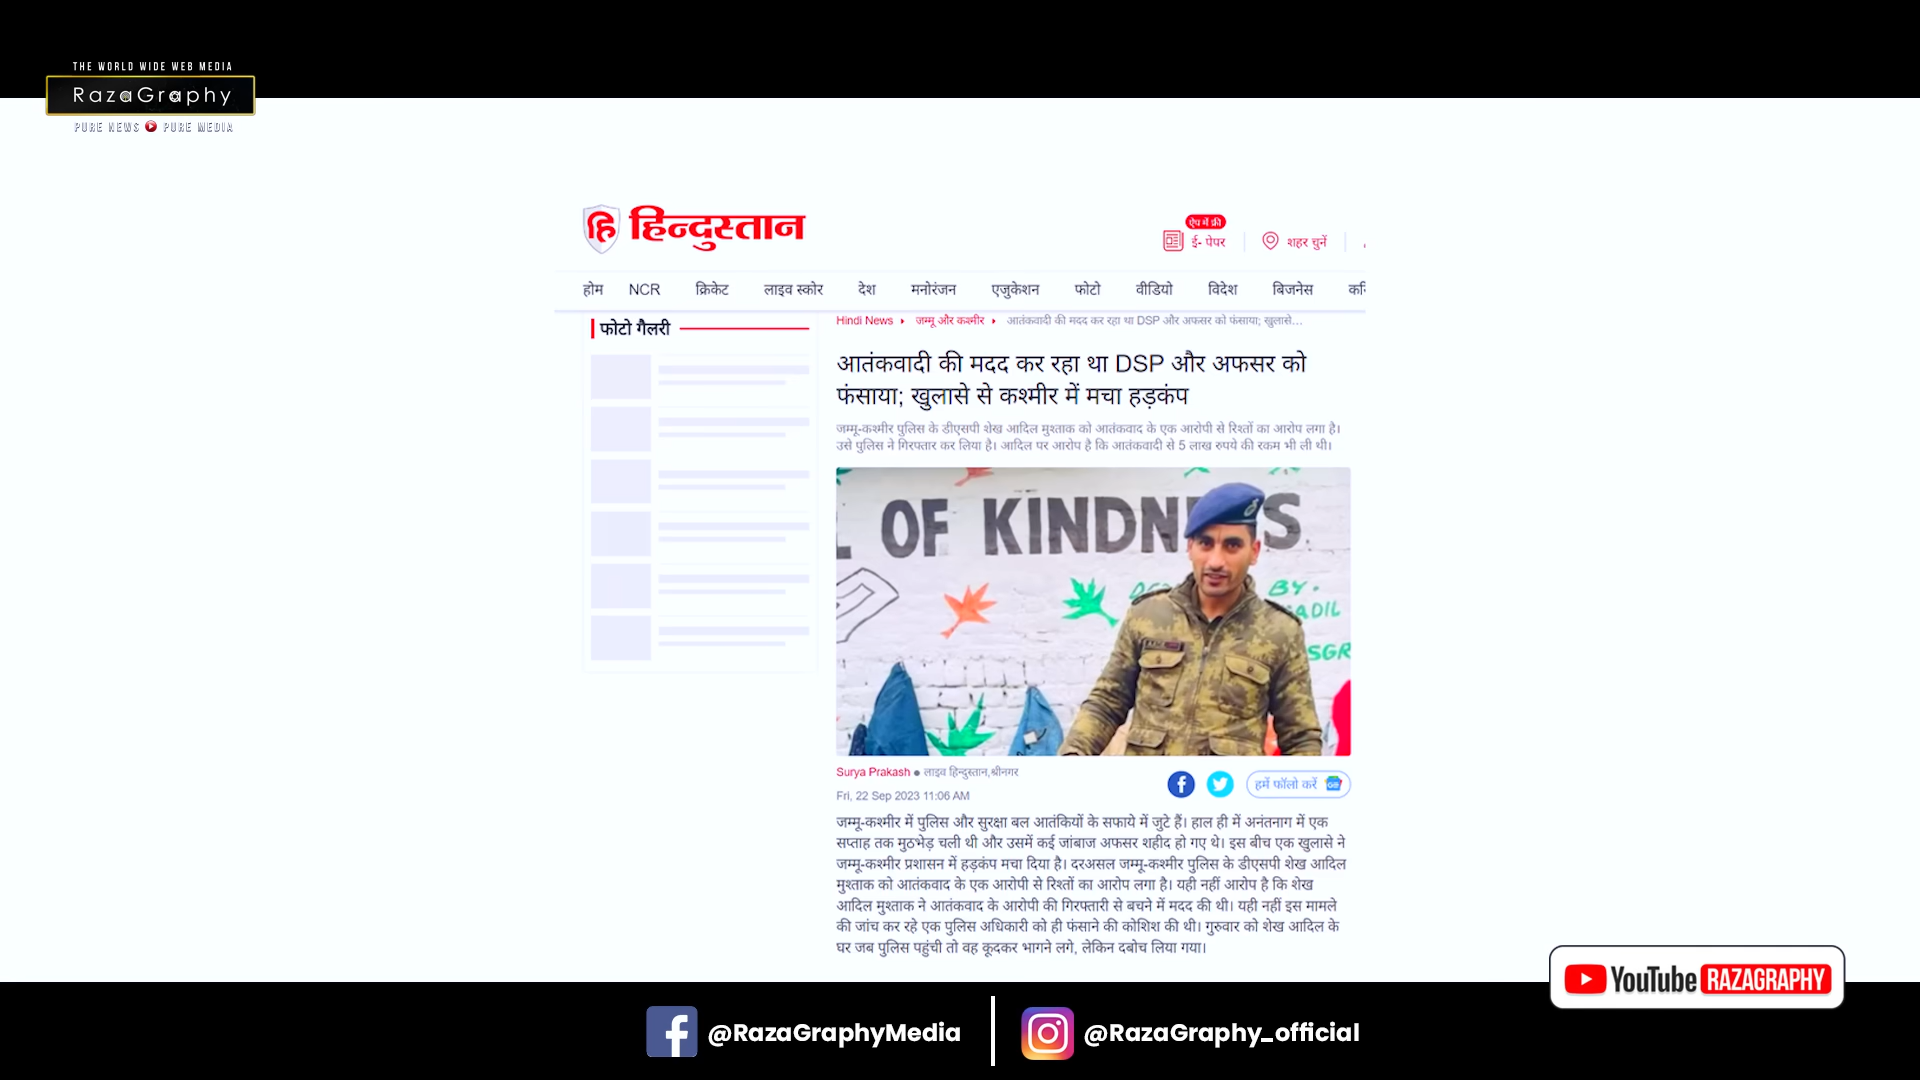 THE WORLD WIDE WEB MEDIA
RazaGraphy
PURE NEWS PURE MEDIA
हि हिन्दुस्तान
ऐप में फ्री
ई- पेपर
शहर चुनें
होम NCR क्रिकेट लाइव स्कोर देश मनोरंजन एजुकेशन फोटो वीडियो विदेश बिजनेस
फोटो गैलरी
Hindi News जम्मू और कश्मीर आतंकवादी की मदद कर रहा था DSP और अफसर को फंसाया; खुलासे...
आतंकवादी की मदद कर रहा था DSP और अफसर को
फंसाया; खुलासे से कश्मीर में मचा हड़कंप
जम्मू-कश्मीर पुलिस के डीएसपी शेख आदिल मुश्ताक को आतंकवाद के एक आरोपी से रिश्तों का आरोप लगा है।
उसे पुलिस ने गिरफ्तार कर लिया है। आदिल पर आरोप है कि आतंकवादी से 5 लाख रुपये की रकम भी ली थी।
OF KINDN S
BY.
ADIL
SGR
Surya Prakash लाइव हिन्दुस्तान,श्रीनगर
Fri, 22 Sep 2023 11:06 AM
हमें फॉलो करें
जम्मू-कश्मीर में पुलिस और सुरक्षा बल आतंकियों के सफाये में जुटे हैं। हाल ही में अनंतनाग में एक
सप्ताह तक मुठभेड़ चली थी और उसमें कई जांबाज अफसर शहीद हो गए थे। इस बीच एक खुलासे ने
जम्मू-कश्मीर प्रशासन में हड़कंप मचा दिया है। दरअसल जम्मू-कश्मीर पुलिस के डीएसपी शेख आदिल
मुश्ताक को आतंकवाद के एक आरोपी से रिश्तों का आरोप लगा है। यही नहीं आरोप है कि शेख
आदिल मुश्ताक ने आतंकवाद के आरोपी की गिरफ्तारी से बचने में मदद की थी। यही नहीं इस मामले
की जांच कर रहे एक पुलिस अधिकारी को ही फंसाने की कोशिश की थी। गुरुवार को शेख आदिल के
घर जब पुलिस पहुंची तो वह कूदकर भागने लगे, लेकिन दबोच लिया गया।
YouTube RAZAGRAPHY
@RazaGraphyMedia
@RazaGraphy_official